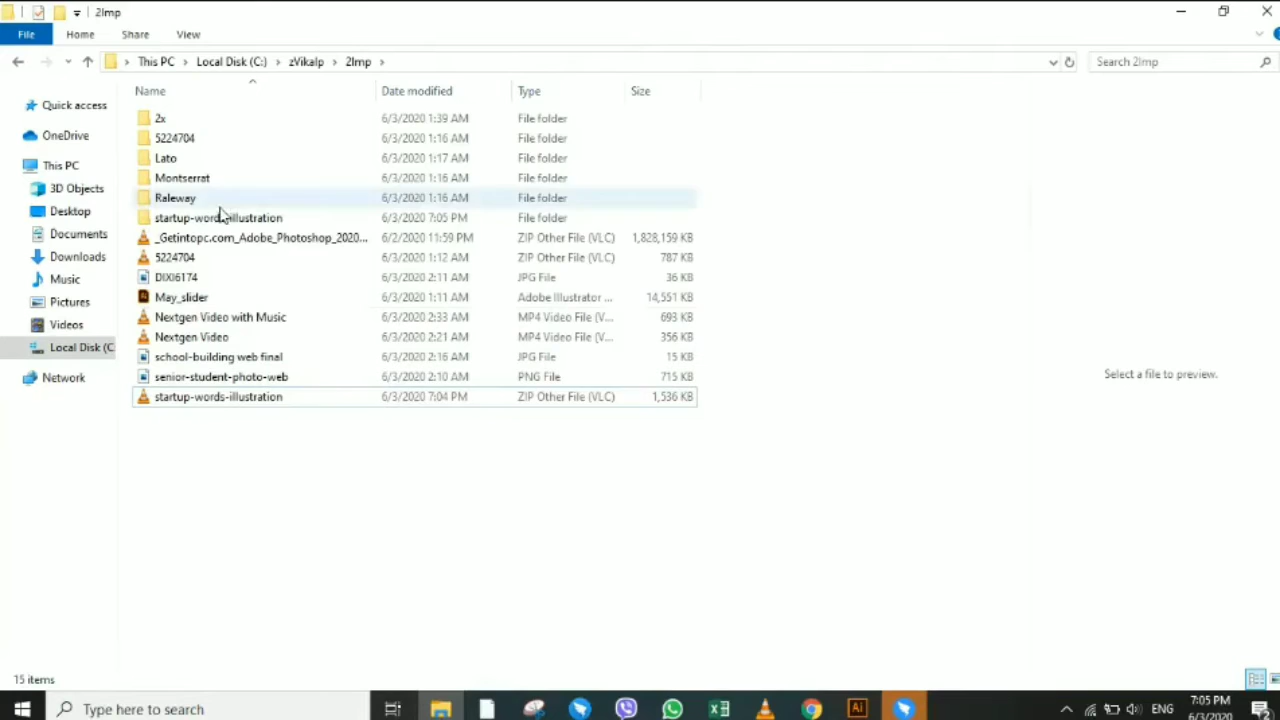 2Imp
File Home Share View
This PC Local Disk (C:) zVikalp 2Imp
Search 2Imp
Name Date modified Type Size
Quick access
OneDrive
This PC
3D Objects
Desktop
Documents
Downloads
Music
Pictures
Videos
Local Disk (C
Network
2x 6/3/2020 1:39 AM File folder
5224704 6/3/2020 1:16 AM File folder
Lato 6/3/2020 1:17 AM File folder
Montserrat 6/3/2020 1:16 AM File folder
Raleway 6/3/2020 1:16 AM File folder
startup-words-illustration 6/3/2020 7:05 PM File folder
_Getintopc.com_Adobe_Photoshop_2020... 6/2/2020 11:59 PM ZIP Other File (VLC) 1,828,159 KB
5224704 6/3/2020 1:12 AM ZIP Other File (VLC) 787 KB
DIXI6174 6/3/2020 2:11 AM JPG File 36 KB
May_slider 6/3/2020 1:11 AM Adobe Illustrator ... 14,551 KB
Nextgen Video with Music 6/3/2020 2:33 AM MP4 Video File (V... 693 KB
Nextgen Video 6/3/2020 2:21 AM MP4 Video File (V... 356 KB
school-building web final 6/3/2020 2:16 AM JPG File 15 KB
senior-student-photo-web 6/3/2020 2:10 AM PNG File 715 KB
startup-words-illustration 6/3/2020 7:04 PM ZIP Other File (VLC) 1,536 KB
Select a file to preview.
15 items
Type here to search
Ai
ENG
7:05 PM
6/3/2020
2